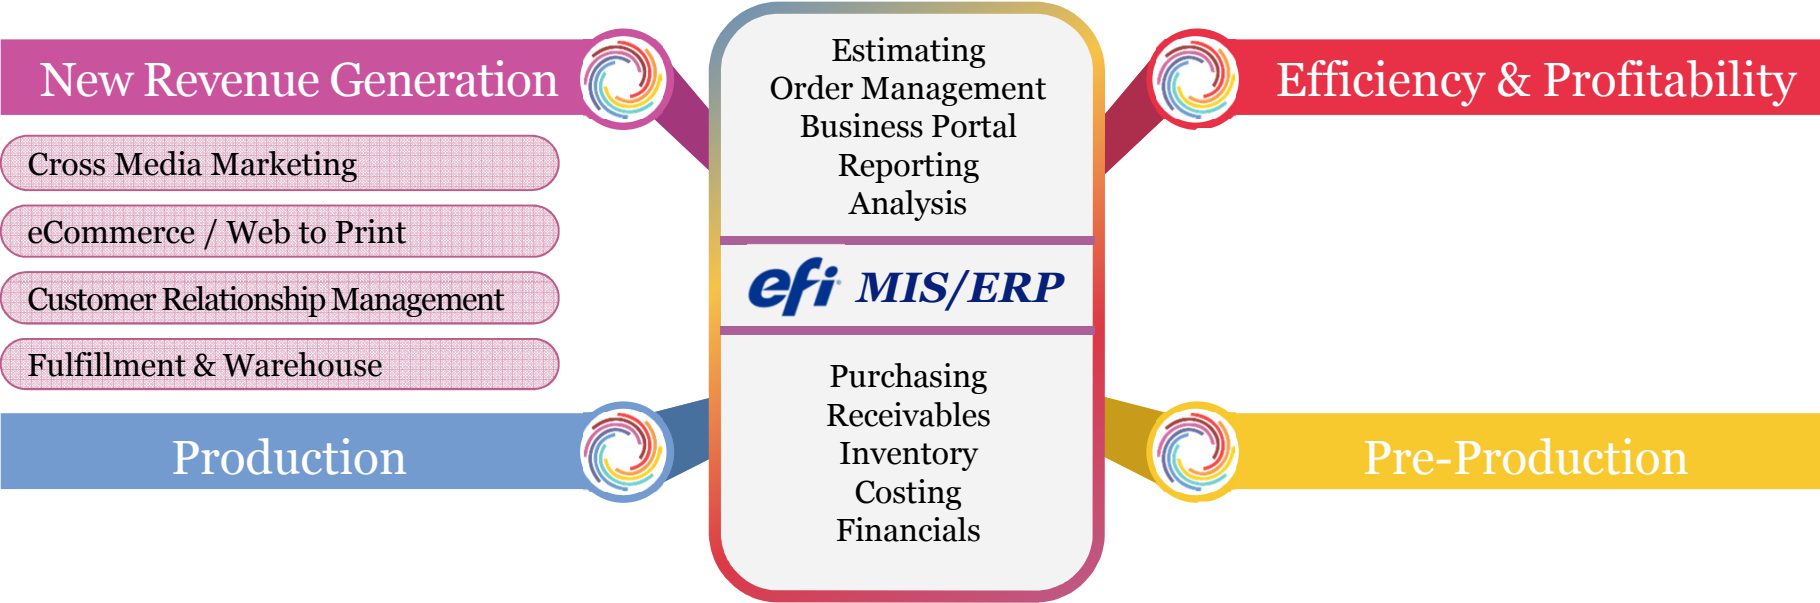 New Revenue Generation
Cross Media Marketing
eCommerce / Web to Print
Customer Relationship Management
Fulfillment & Warehouse
Production
Estimating
Order Management
Business Portal
Reporting
Analysis
efi MIS/ERP
Purchasing
Receivables
Inventory
Costing
Financials
Efficiency & Profitability
Pre-Production